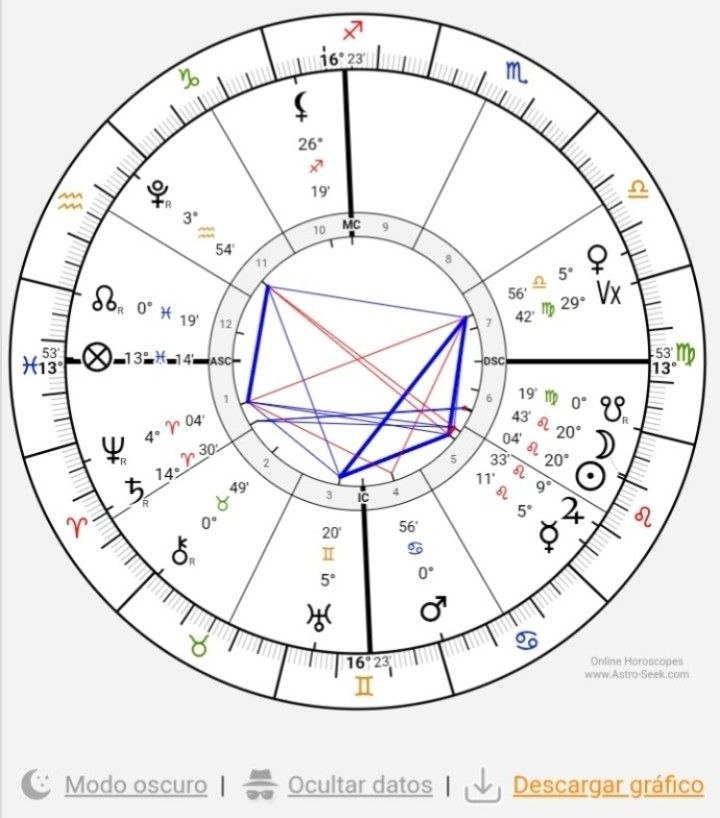 ♐
16° 23'
♑
♏
⚸
26°
♐
19'
♒
♎
♇R
3°
♒
54'
MC
10
9
11
8
♀
56' ♎ 5°
Vx
42' ♍ 29°
☊R 0° ♓ 19'
12
7
♓ 53' 13°
⊗ 13° ♓ 14'
ASC
DSC
53' 13° ♍
1
6
19' ♍ 0° ☋
43' ♌ 20° ☽
04' ♌ 20° ☉
33' ♌ 9° ♃
11' ♌ 5° ☿
♆R 4° ♈ 04'
♄R 14° ♈ 30'
2
5
3
IC
4
♈
♌
49'
♉
0°
⚷R
20'
♊
5°
♅
56'
♋
0°
♂
♉
♋
16° 23'
♊
Online Horoscopes
www.Astro-Seek.com
Modo oscuro | Ocultar datos | Descargar gráfico